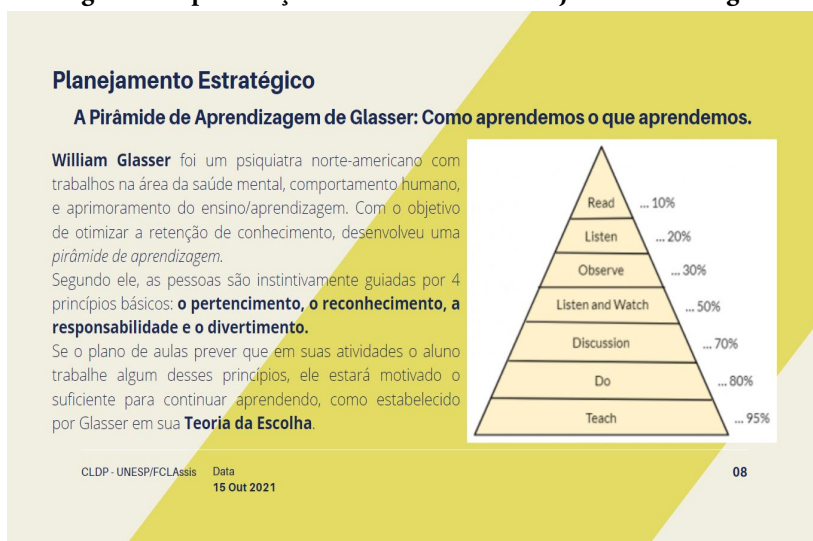 Planejamento Estratégico
A Pirâmide de Aprendizagem de Glasser: Como aprendemos o que aprendemos.
William Glasser foi um psiquiatra norte-americano com
trabalhos na área da saúde mental, comportamento humano,
e aprimoramento do ensino/aprendizagem. Com o objetivo
de otimizar a retenção de conhecimento, desenvolveu uma
pirâmide de aprendizagem.
Segundo ele, as pessoas são instintivamente guiadas por 4
princípios básicos: o pertencimento, o reconhecimento, a
responsabilidade e o divertimento.
Se o plano de aulas prever que em suas atividades o aluno
trabalhe algum desses princípios, ele estará motivado o
suficiente para continuar aprendendo, como estabelecido
por Glasser em sua Teoria da Escolha.
Read ... 10%
Listen ... 20%
Observe ... 30%
Listen and Watch ... 50%
Discussion ... 70%
Do ... 80%
Teach ... 95%
CLDP - UNESP/FCLAssis Data 08
15 Out 2021